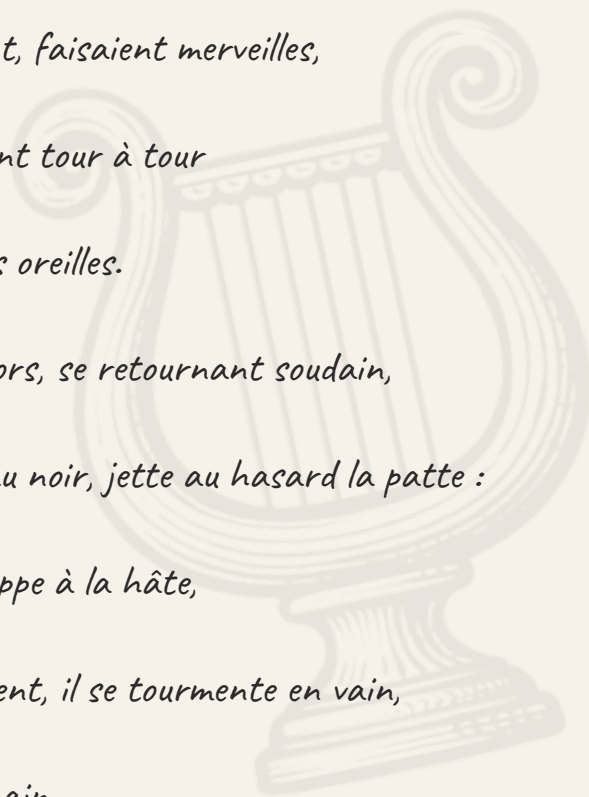 t, faisaient merveilles,
nt tour à tour
s oreilles.
ors, se retournant soudain,
u noir, jette au hasard la patte :
ppe à la hâte,
ent, il se tourmente en vain,